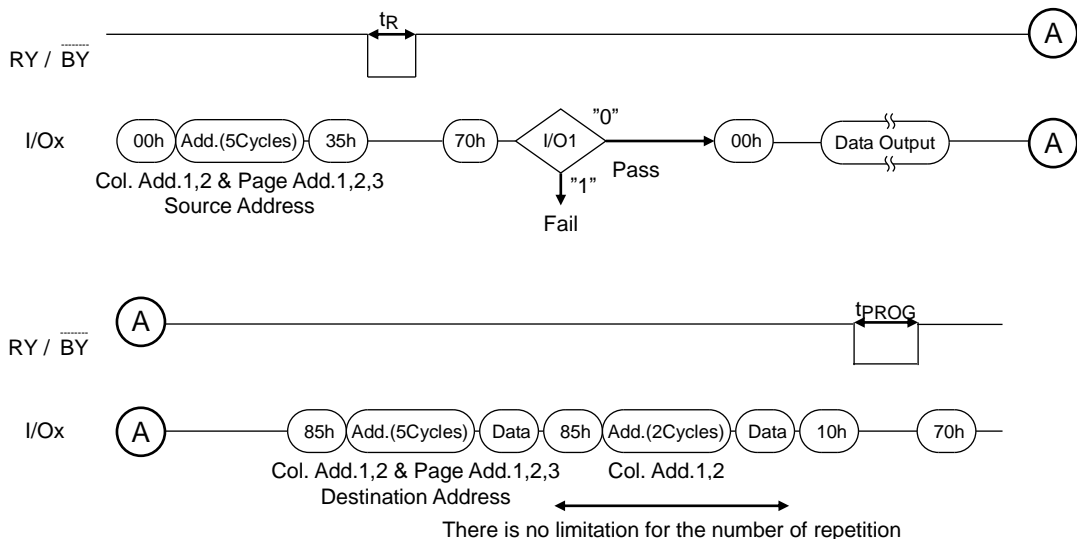 tR
RY / BY
A
I/Ox
00h Add.(5Cycles) 35h 70h I/O1 "0" 00h Data Output A
Pass
"1"
Col. Add.1,2 & Page Add.1,2,3
Source Address
Fail
A
tPROG
RY / BY
I/Ox
A
85h Add.(5Cycles) Data 85h Add.(2Cycles) Data 10h 70h
Col. Add.1,2 & Page Add.1,2,3 Col. Add.1,2
Destination Address
There is no limitation for the number of repetition